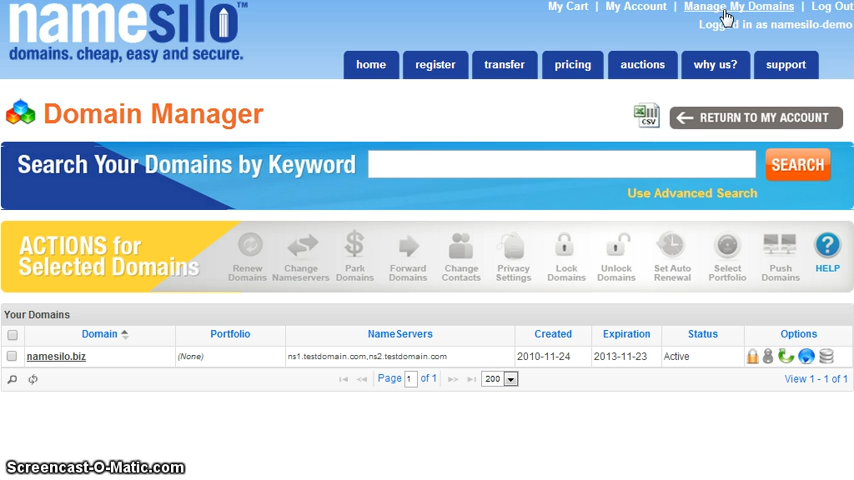 namesilo™
domains. cheap, easy and secure.
My Cart | My Account | Manage My Domains | Log Out
Logged in as namesilo-demo
home register transfer pricing auctions why us? support
Domain Manager
CSV
RETURN TO MY ACCOUNT
Search Your Domains by Keyword
SEARCH
Use Advanced Search
ACTIONS for
Selected Domains
Renew Domains
Change Nameservers
Park Domains
Forward Domains
Change Contacts
Privacy Settings
Lock Domains
Unlock Domains
Set Auto Renewal
Select Portfolio
Push Domains
HELP
Your Domains
Domain Portfolio NameServers Created Expiration Status Options
namesilo.biz (None) ns1.testdomain.com,ns2.testdomain.com 2010-11-24 2013-11-23 Active
Page 1 of 1 200 View 1 - 1 of 1
Screencast-O-Matic.com